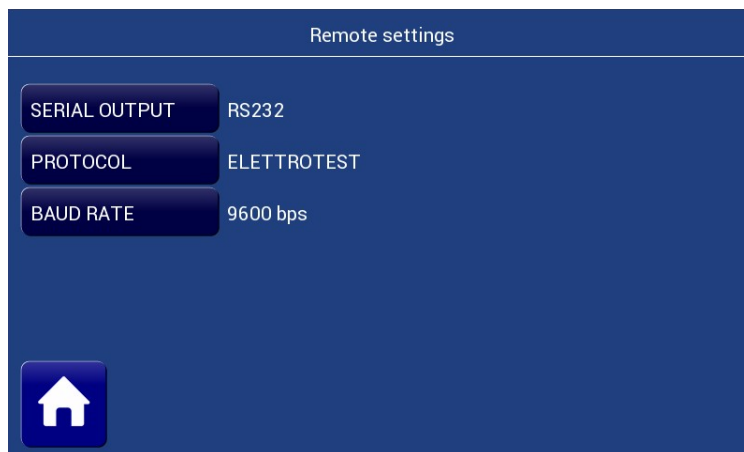 Remote settings
SERIAL OUTPUT RS232
PROTOCOL ELETTROTEST
BAUD RATE 9600 bps